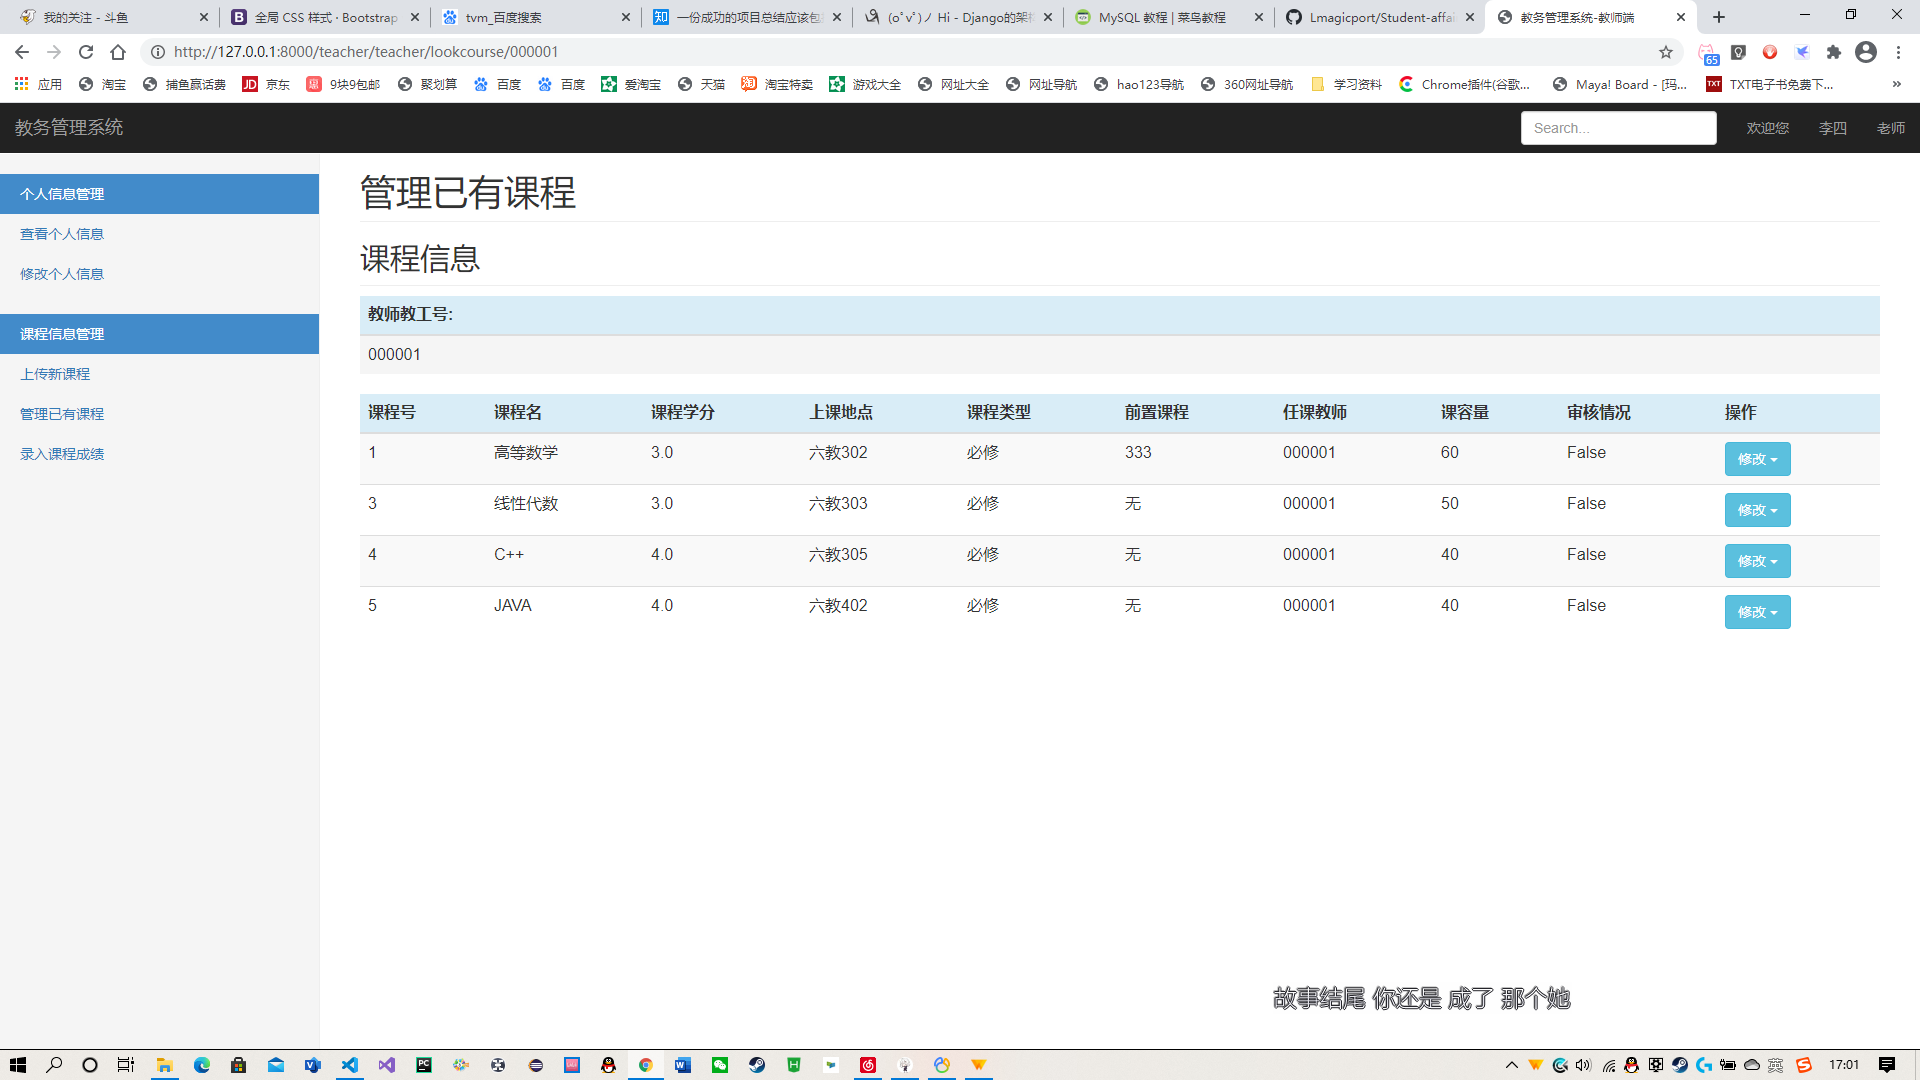 我的关注 - 斗鱼
全局 CSS 样式 · Bootstrap
tvm_百度搜索
一份成功的项目总结应该包
(oﾟvﾟ)ノ Hi - Django的架构
MySQL 教程 | 菜鸟教程
Lmagicport/Student-affai
教务管理系统-教师端
http://127.0.0.1:8000/teacher/teacher/lookcourse/000001
65
应用 淘宝 捕鱼赢话费 京东 9块9包邮 聚划算 百度 百度 爱淘宝 天猫 淘宝特卖 游戏大全 网址大全 网址导航 hao123导航 360网址导航 学习资料 Chrome插件(谷歌... Maya! Board - [玛... TXT电子书免费下... »
教务管理系统 Search... 欢迎您 李四 老师
个人信息管理
查看个人信息
修改个人信息
课程信息管理
上传新课程
管理已有课程
录入课程成绩
管理已有课程
课程信息
教师教工号:
000001
课程号 课程名 课程学分 上课地点 课程类型 前置课程 任课教师 课容量 审核情况 操作
1 高等数学 3.0 六教302 必修 333 000001 60 False 修改
3 线性代数 3.0 六教303 必修 无 000001 50 False 修改
4 C++ 4.0 六教305 必修 无 000001 40 False 修改
5 JAVA 4.0 六教402 必修 无 000001 40 False 修改
故事结尾 你还是 成了 那个她
英 17:01